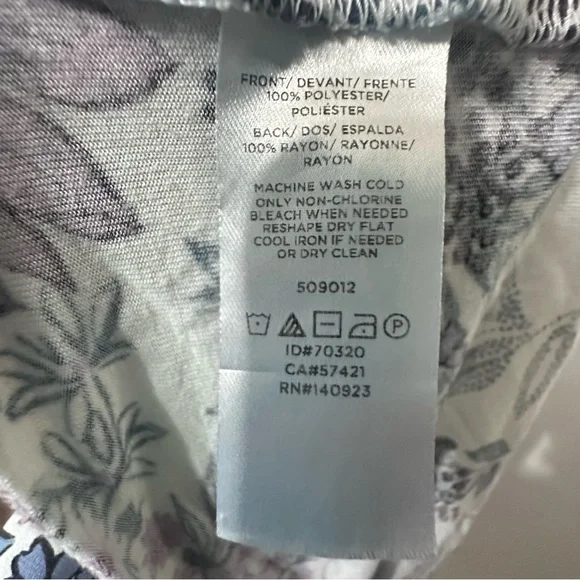 FRONT/ DEVANT/ FRENTE
100% POLYESTER/
POLIÉSTER
BACK/ DOS/ ESPALDA
100% RAYON/ RAYONNE/
RAYON
MACHINE WASH COLD
ONLY NON-CHLORINE
BLEACH WHEN NEEDED
RESHAPE DRY FLAT
COOL IRON IF NEEDED
OR DRY CLEAN
509012
P
ID#70320
CA#57421
RN#140923